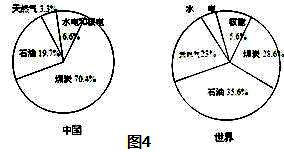 天然气 3.3%
水电和核电
6.6%
石油 19.7%
煤炭 70.4%
中国
水 电
核能
5.6%
天然气 23%
煤炭 28.6%
石油 35.6%
世界
图4